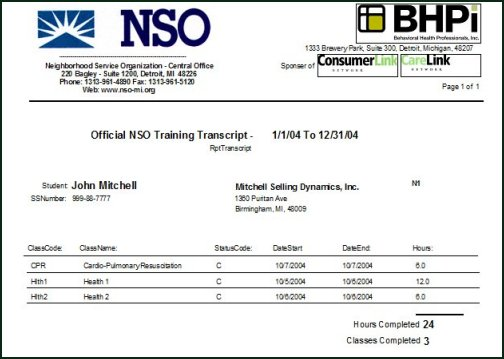 NSO
BHPi
Behavioral Health Professionals, Inc.
1333 Brewery Park, Suite 300, Detroit, Michigan, 48207
Neighborhood Service Organization - Central Office
220 Bagley - Suite 1200, Detroit, MI 48226
Phone: 1313-961-4890 Fax: 1313-961-5120
Web: www.nso-mi.org
Sponsor of ConsumerLink NETWORK CareLink NETWORK
Page 1 of 1
Official NSO Training Transcript - 1/1/04 To 12/31/04
RptTranscript
Student: John Mitchell Mitchell Selling Dynamics, Inc. N1
SSNumber: 999-88-7777 1360 Puritan Ave
Birmingham, MI, 48009
ClassCode: ClassName: StatusCode: DateStart DateEnd: Hours:
CPR Cardio-Pulmonary Resuscitation C 10/7/2004 10/7/2004 6.0
Hlth1 Health 1 C 10/5/2004 10/6/2004 12.0
Hlth2 Health 2 C 10/6/2004 10/6/2004 6.0
Hours Completed 24
Classes Completed 3